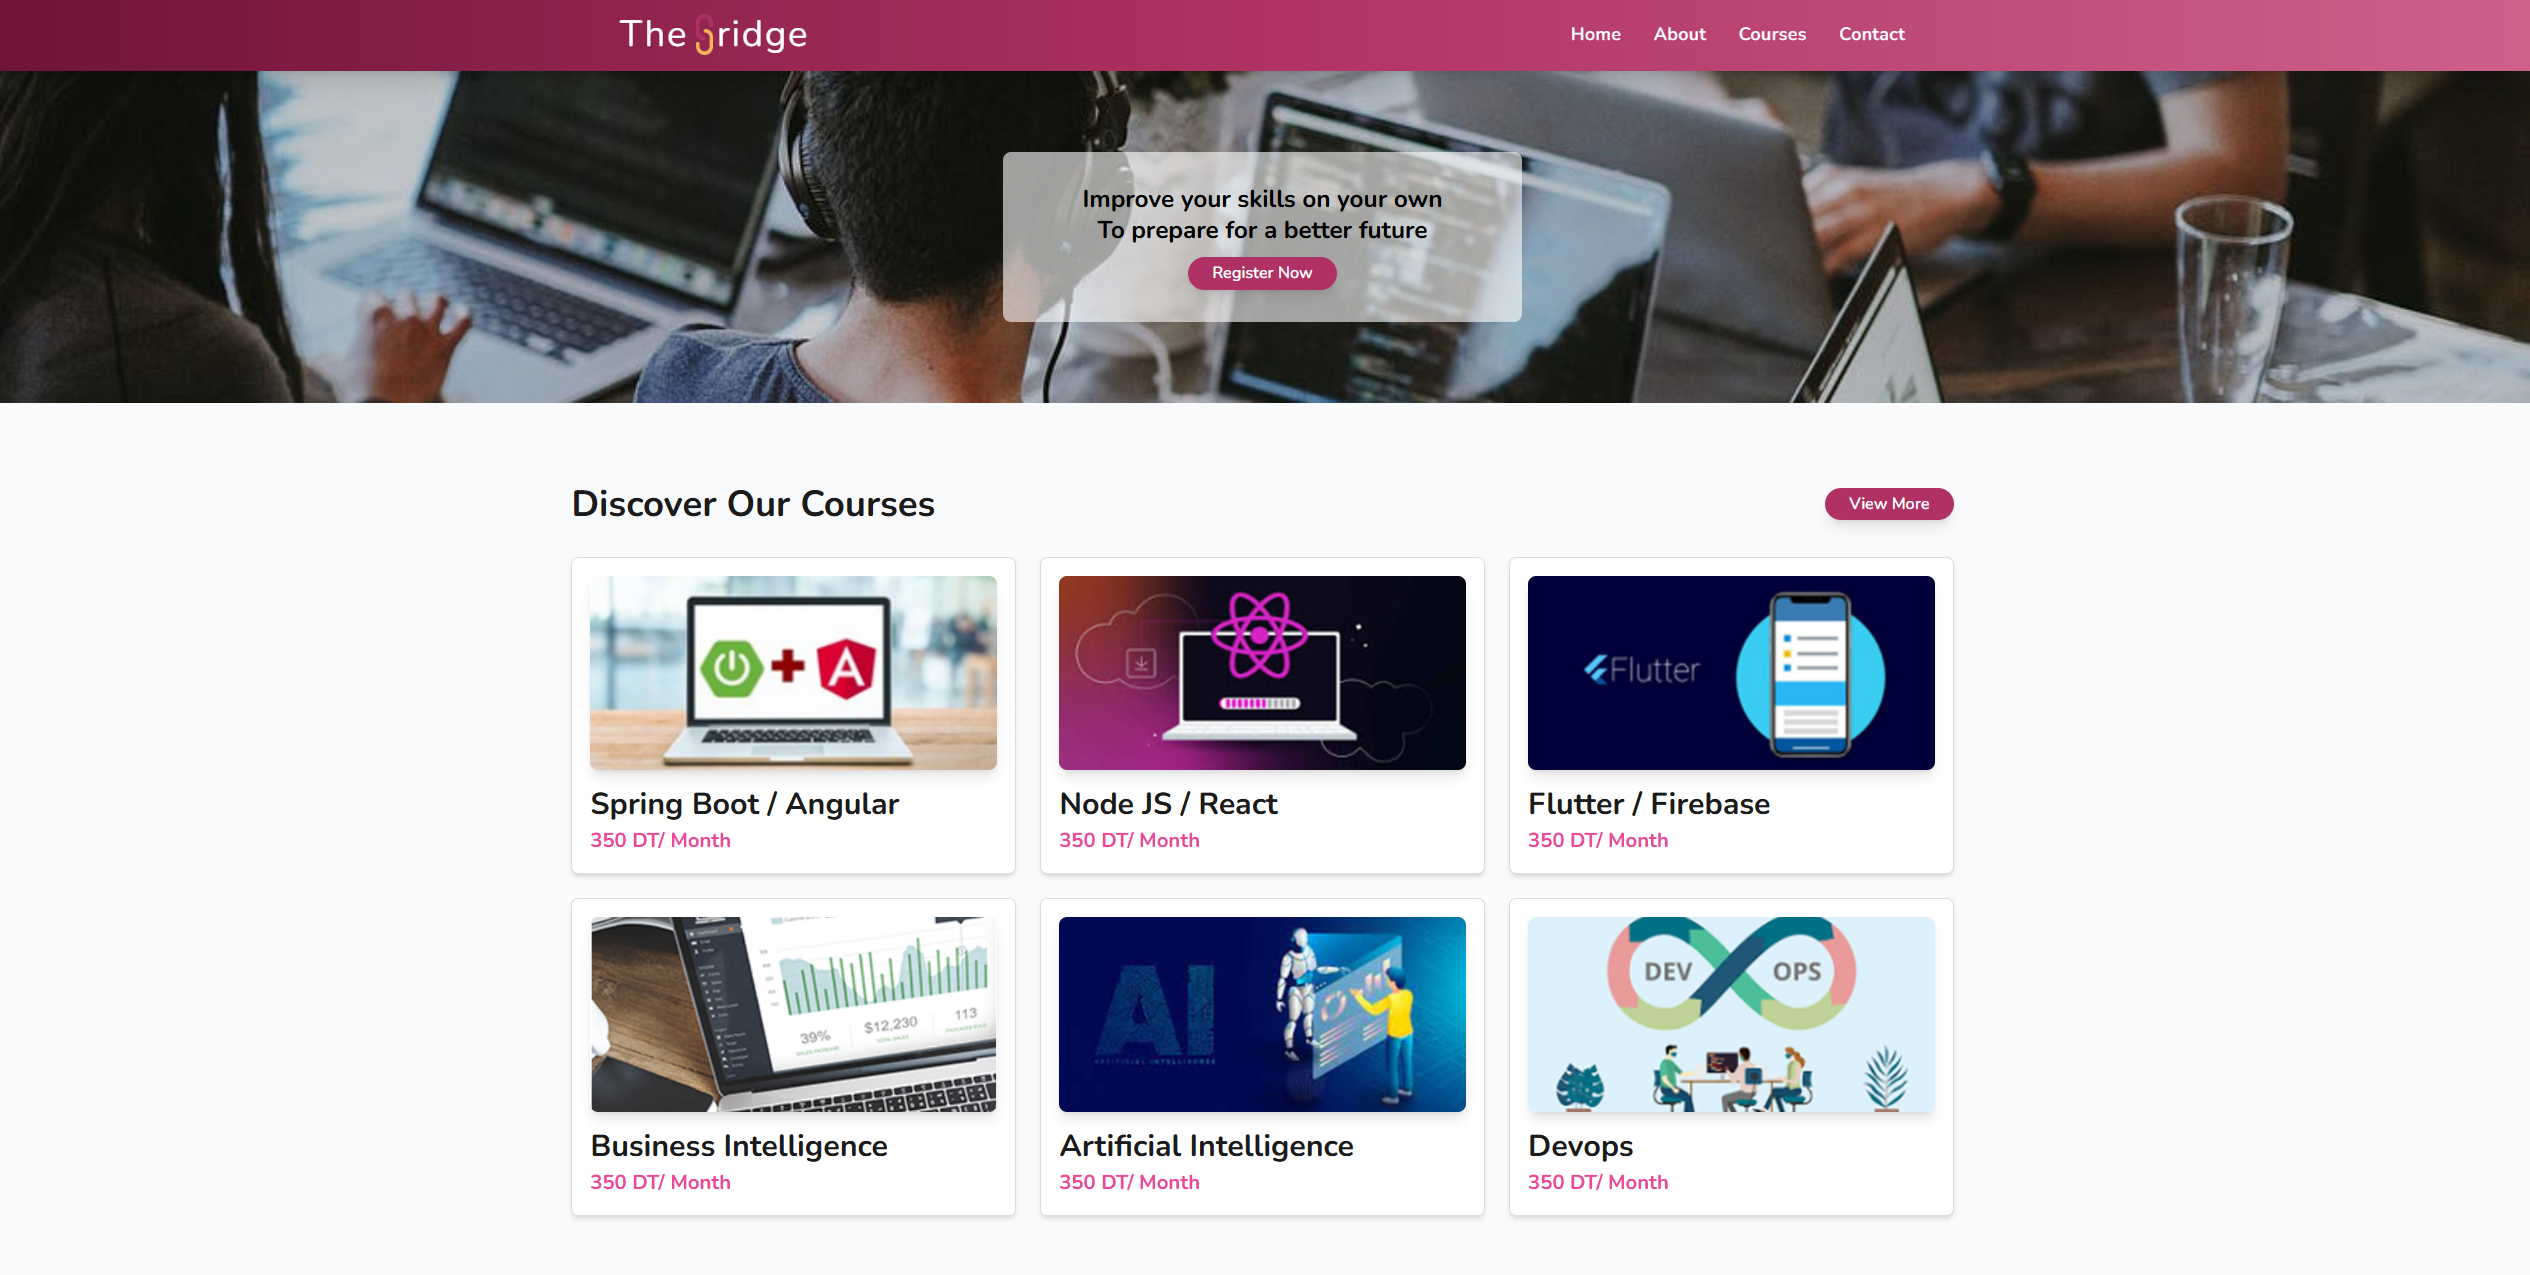 The Bridge
Home About Courses Contact
Improve your skills on your own
To prepare for a better future
Register Now
Discover Our Courses
View More
Flutter
Spring Boot / Angular
350 DT/ Month
Node JS / React
350 DT/ Month
Flutter / Firebase
350 DT/ Month
39%
$12,230
113
AI
ARTIFICIAL INTELLIGENCE
DEV OPS
Business Intelligence
350 DT/ Month
Artificial Intelligence
350 DT/ Month
Devops
350 DT/ Month